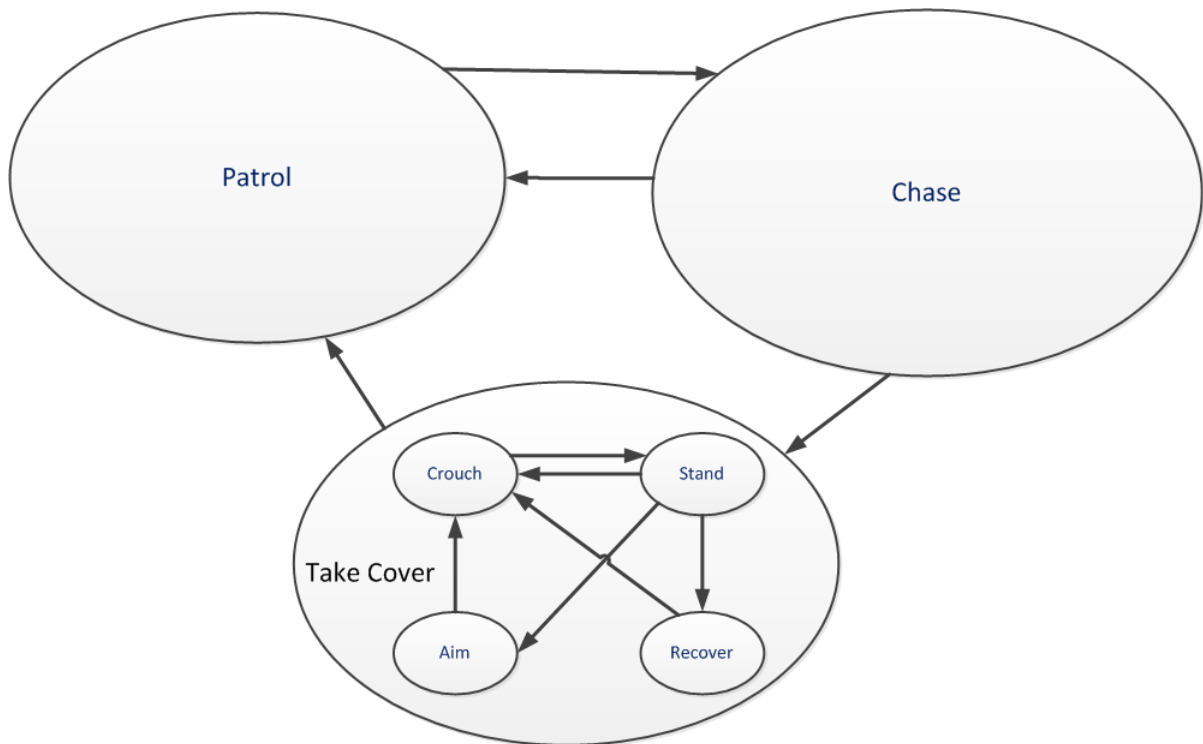 Patrol
Chase
Crouch
Stand
Take Cover
Aim
Recover